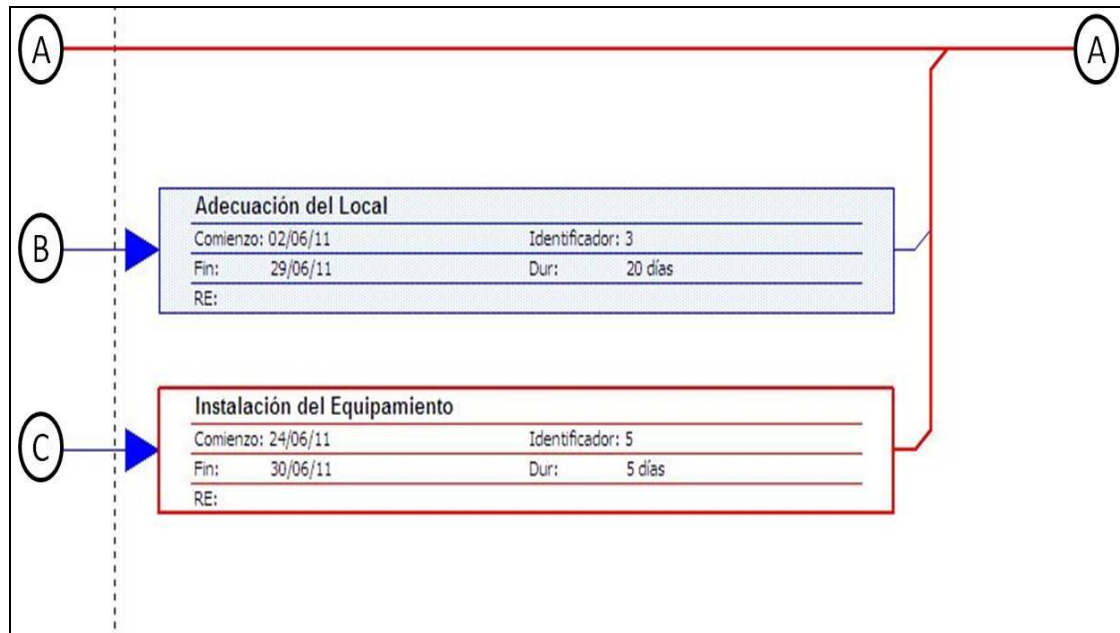 A A
B
Adecuación del Local
Comienzo: 02/06/11 Identificador: 3
Fin: 29/06/11 Dur: 20 días
RE:
C
Instalación del Equipamiento
Comienzo: 24/06/11 Identificador: 5
Fin: 30/06/11 Dur: 5 días
RE: